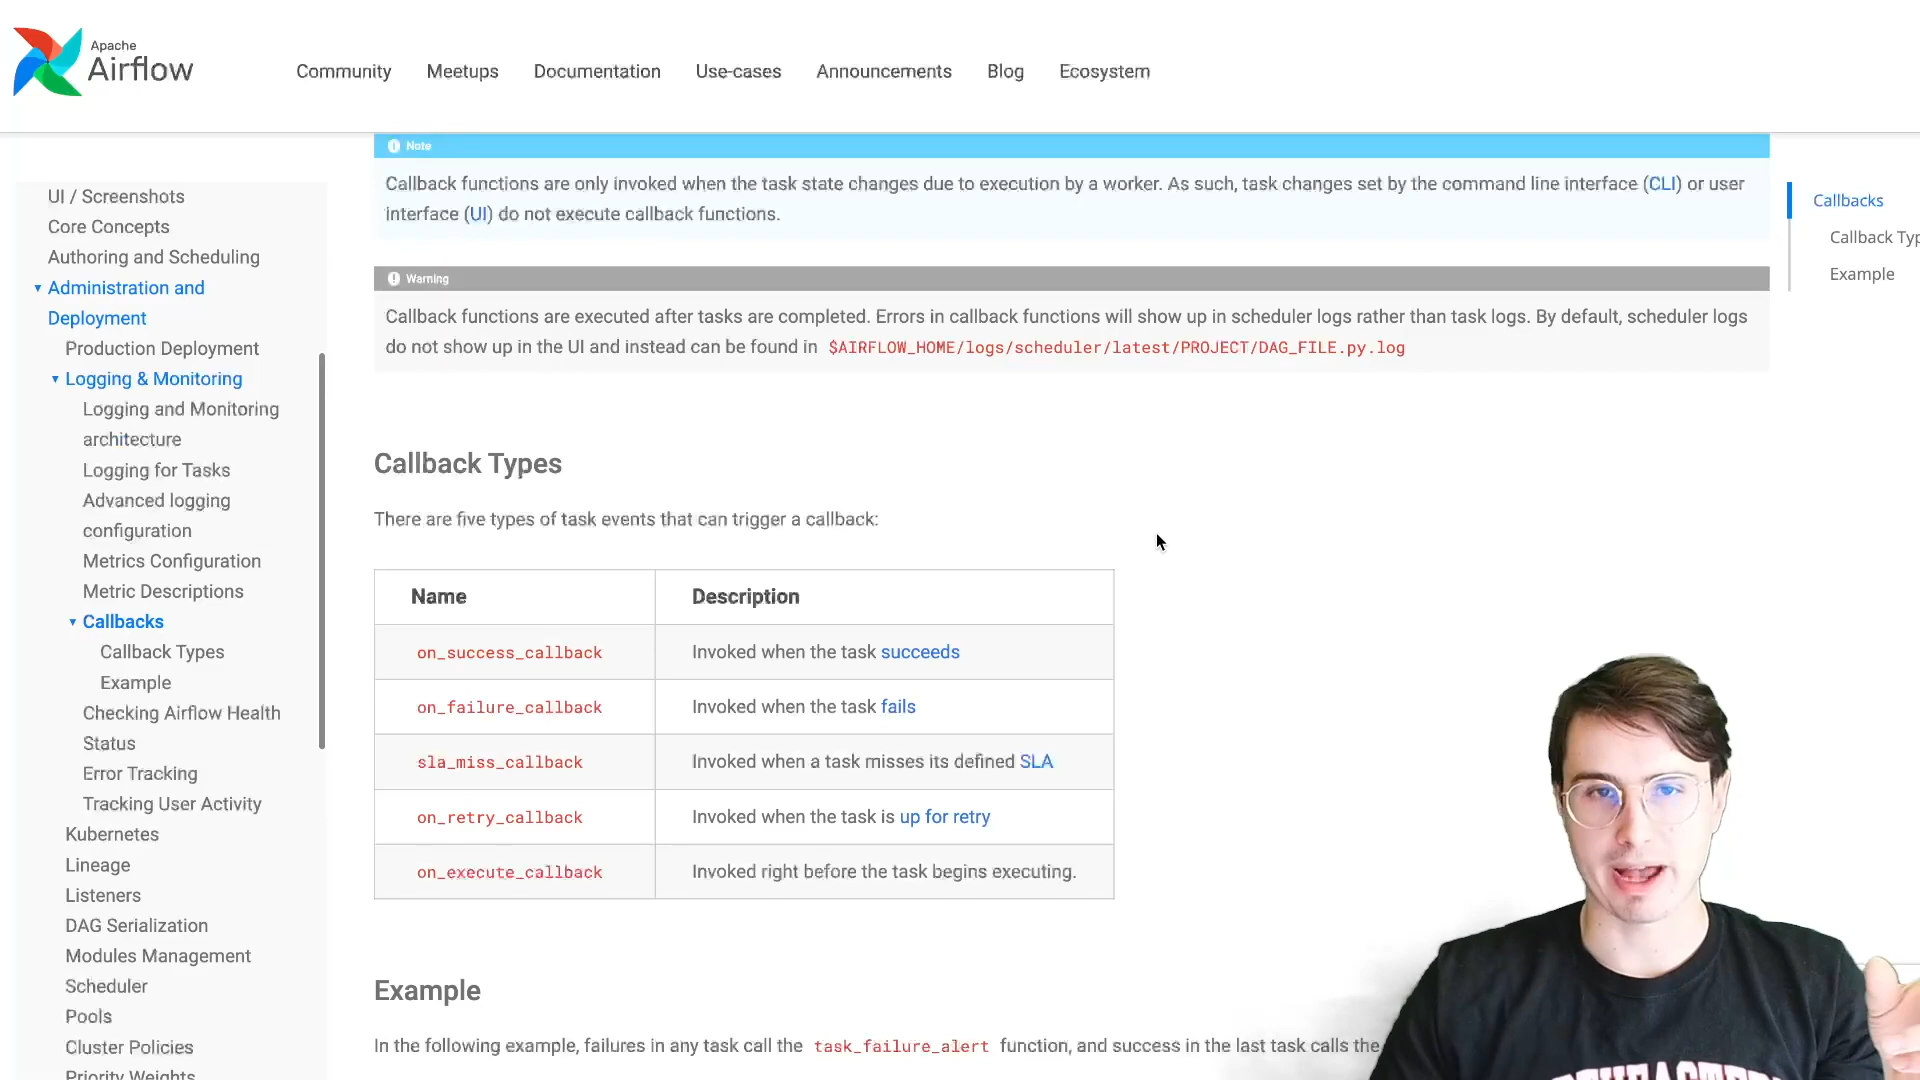 Apache
Airflow
Community
Meetups
Documentation
Use-cases
Announcements
Blog
Ecosystem
UI / Screenshots
Core Concepts
Authoring and Scheduling
Administration and
Deployment
Production Deployment
Logging & Monitoring
Logging and Monitoring
architecture
Logging for Tasks
Advanced logging
configuration
Metrics Configuration
Metric Descriptions
Callbacks
Callback Types
Example
Checking Airflow Health
Status
Error Tracking
Tracking User Activity
Kubernetes
Lineage
Listeners
DAG Serialization
Modules Management
Scheduler
Pools
Cluster Policies
Priority Weights
Note
Callback functions are only invoked when the task state changes due to execution by a worker. As such, task changes set by the command line interface (CLI) or user
interface (UI) do not execute callback functions.
Warning
Callback functions are executed after tasks are completed. Errors in callback functions will show up in scheduler logs rather than task logs. By default, scheduler logs
do not show up in the UI and instead can be found in $AIRFLOW_HOME/logs/scheduler/latest/PROJECT/DAG_FILE.py.log
Callback Types
There are five types of task events that can trigger a callback:
Name Description
on_success_callback Invoked when the task succeeds
on_failure_callback Invoked when the task fails
sla_miss_callback Invoked when a task misses its defined SLA
on_retry_callback Invoked when the task is up for retry
on_execute_callback Invoked right before the task begins executing.
Example
In the following example, failures in any task call the task_failure_alert function, and success in the last task calls the
Callbacks
Callback Typ
Example